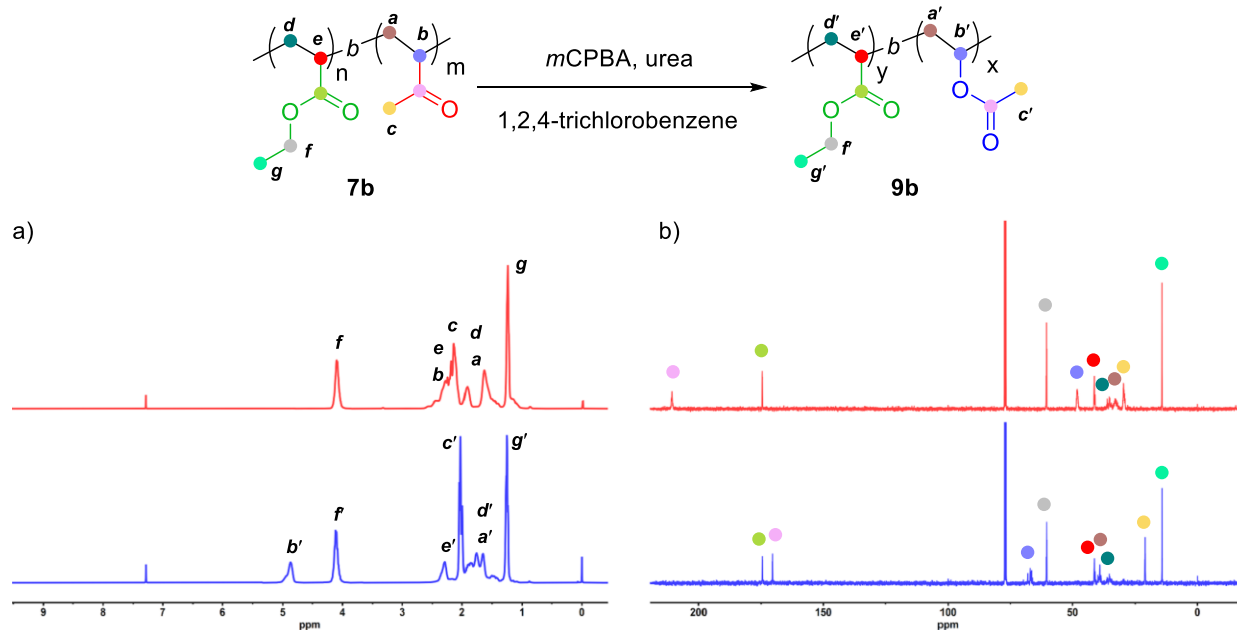 d e n b a b m c O O O f g
7b
mCPBA, urea
1,2,4-trichlorobenzene
d' e' y b a' b' x c' O O O O f' g'
9b
a)
f e b c d a g
b' f' e' c' d' a' g'
9 8 7 6 5 4 3 2 1 0
ppm
b)
200 150 100 50 0
ppm